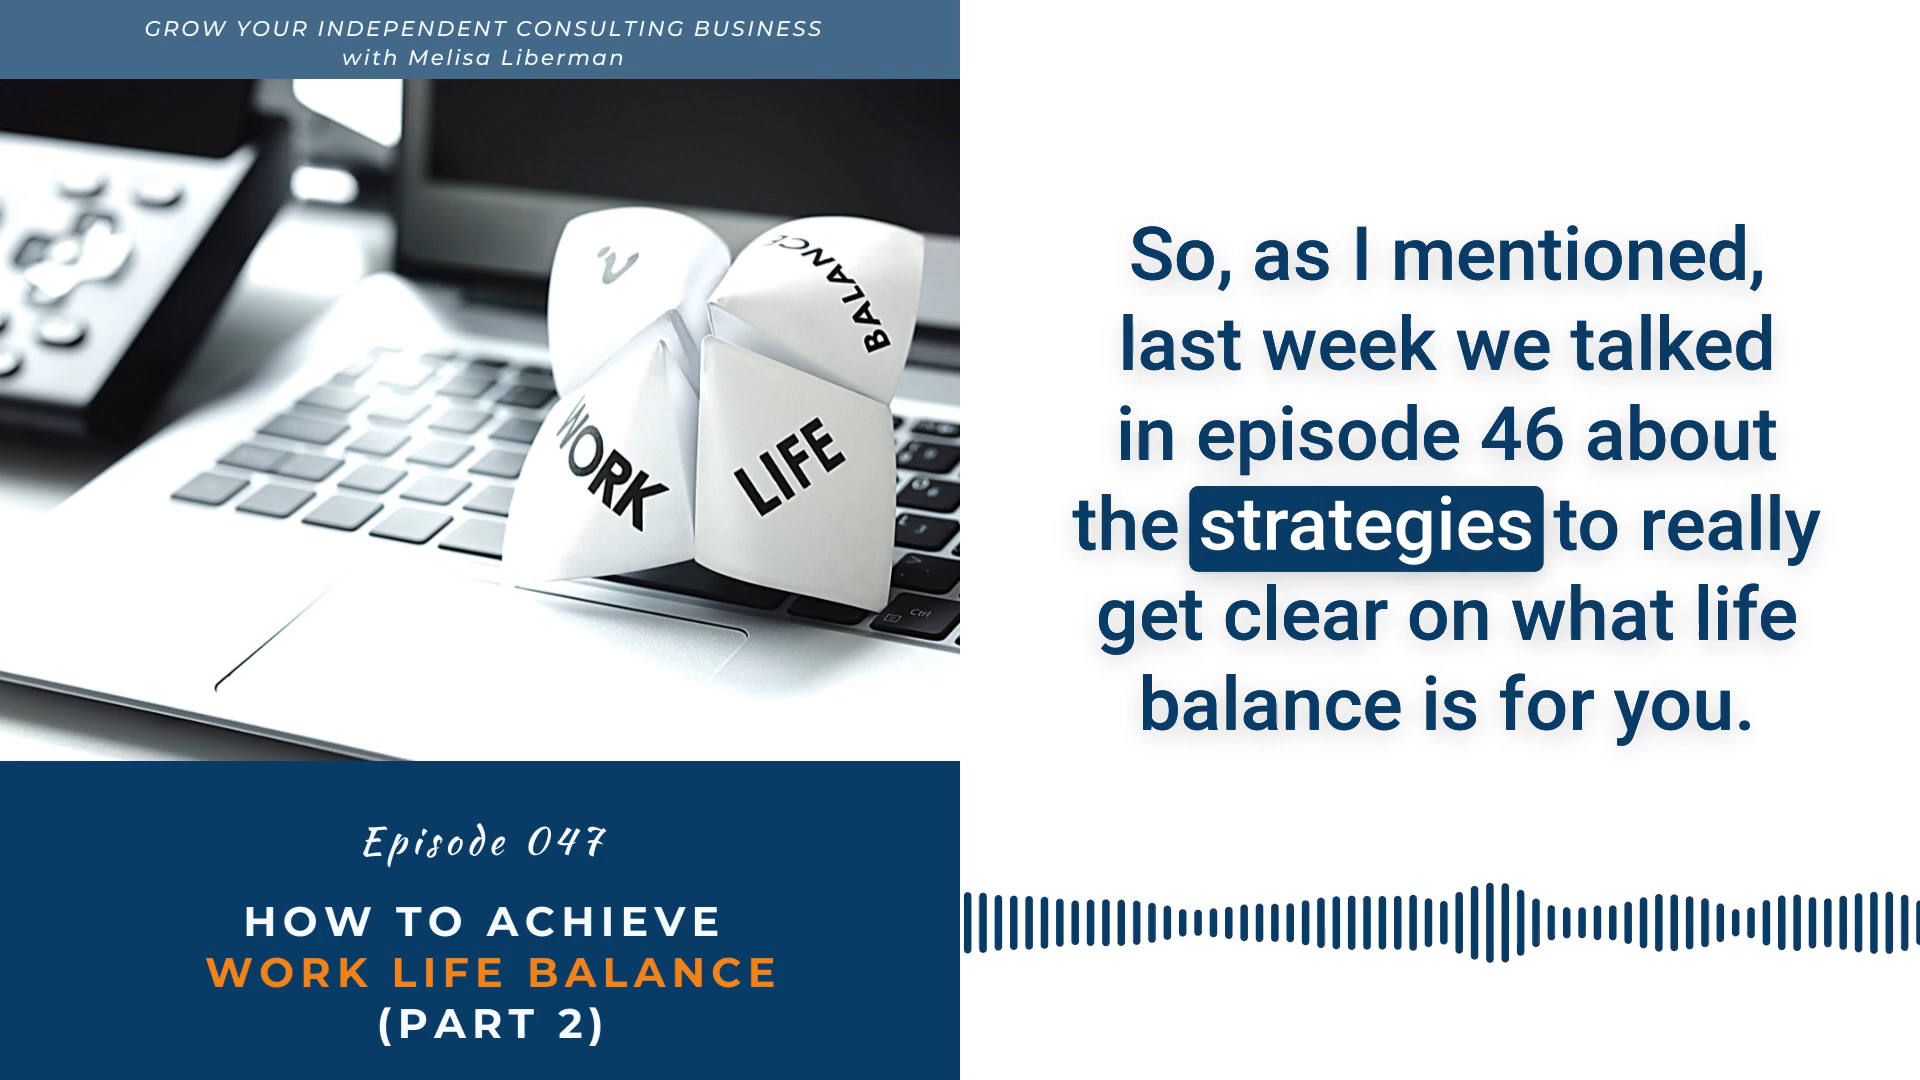 GROW YOUR INDEPENDENT CONSULTING BUSINESS
with Melisa Liberman
BALANCE
WORK
LIFE
Ctrl
Episode 047
HOW TO ACHIEVE
WORK LIFE BALANCE
(PART 2)
So, as I mentioned,
last week we talked
in episode 46 about
the strategies to really
get clear on what life
balance is for you.